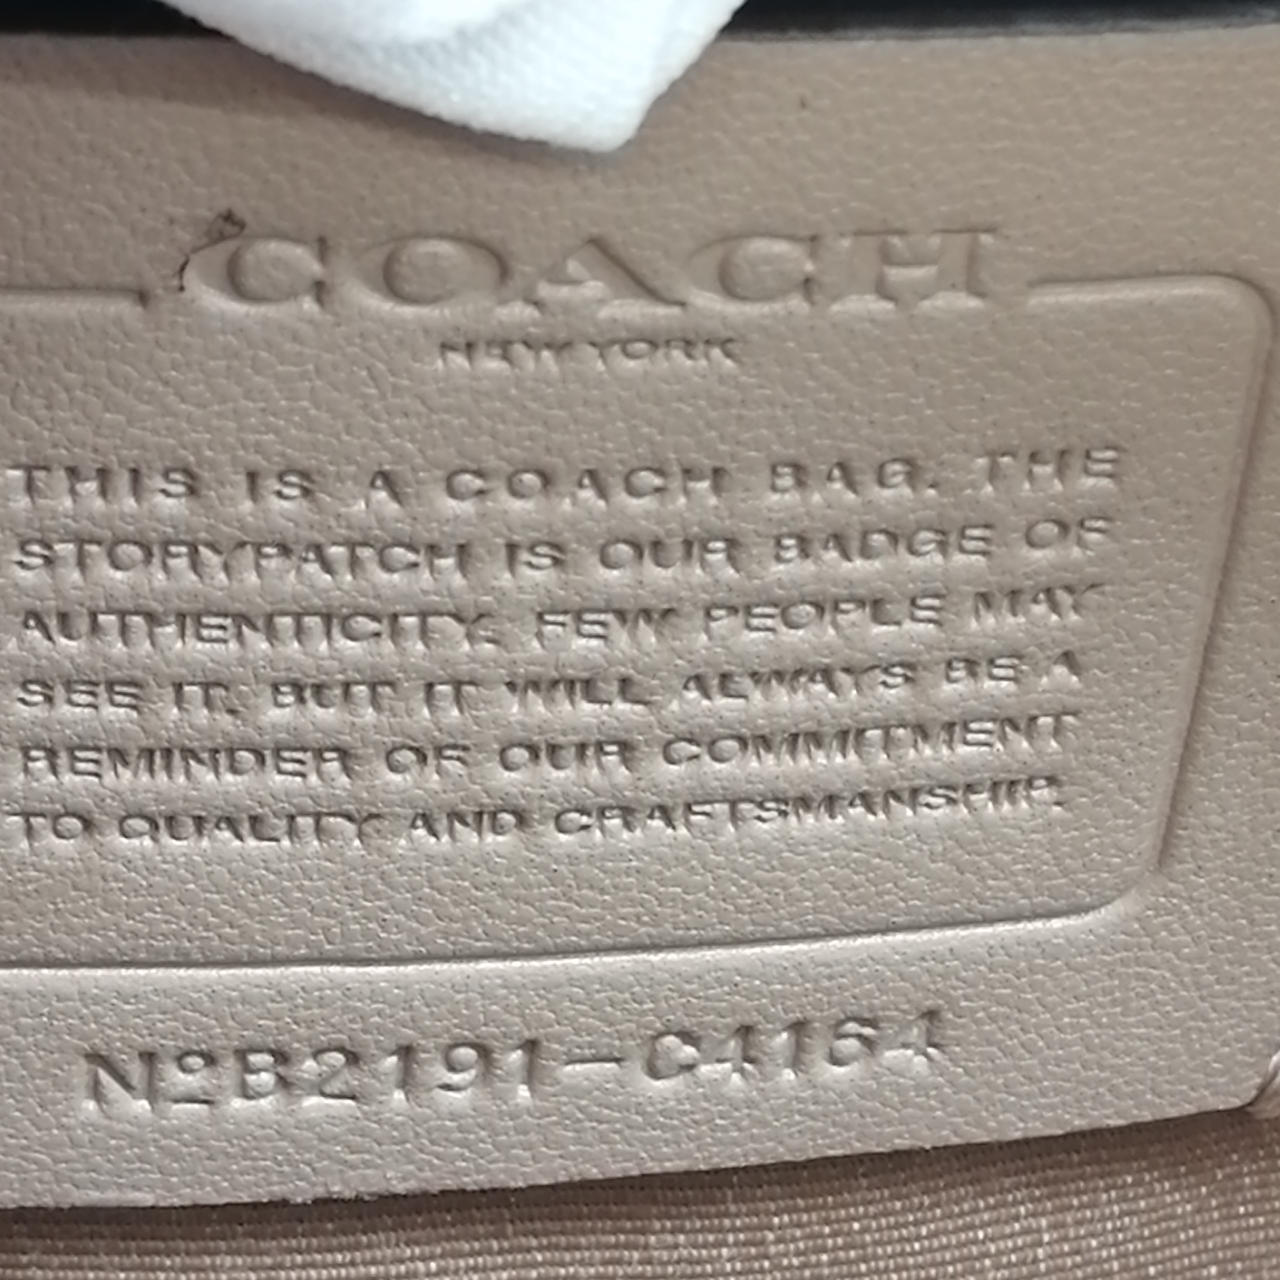 COACH
NEW YORK
THIS IS A COACH BAG. THE
STORYPATCH IS OUR BADGE OF
AUTHENTICITY. FEW PEOPLE MAY
SEE IT. BUT IT WILL ALWAYS BE A
REMINDER OF OUR COMMITMENT
TO QUALITY AND CRAFTSMANSHIP.
NºB2191-C4164